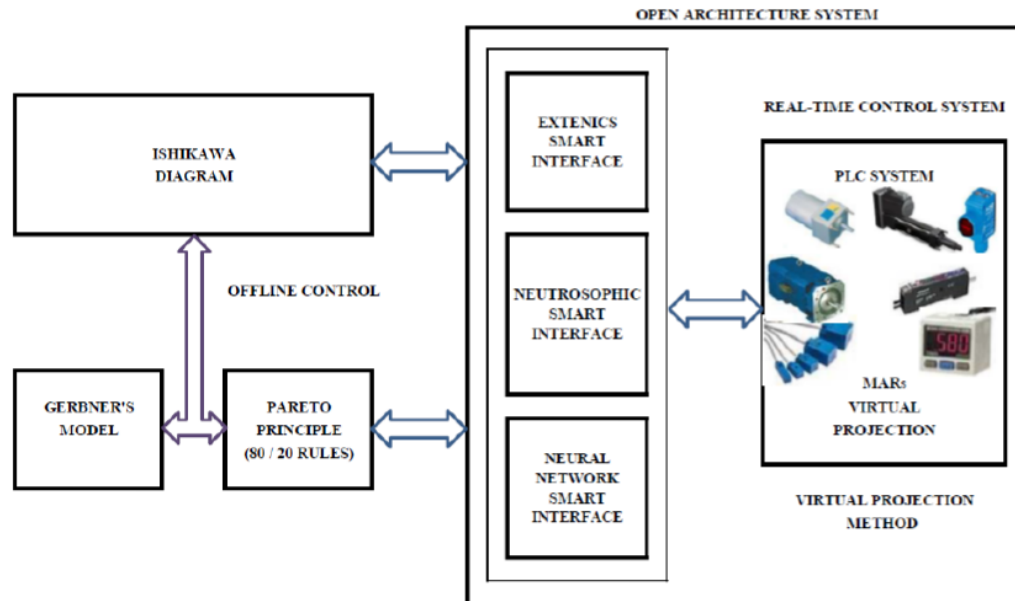 OPEN ARCHITECTURE SYSTEM
ISHIKAWA
DIAGRAM
OFFLINE CONTROL
GERBNER'S
MODEL
PARETO
PRINCIPLE
(80 / 20 RULES)
EXTENICS
SMART
INTERFACE
NEUTROSOPHIC
SMART
INTERFACE
NEURAL
NETWORK
SMART
INTERFACE
REAL-TIME CONTROL SYSTEM
PLC SYSTEM
580
MARs
VIRTUAL
PROJECTION
VIRTUAL PROJECTION
METHOD